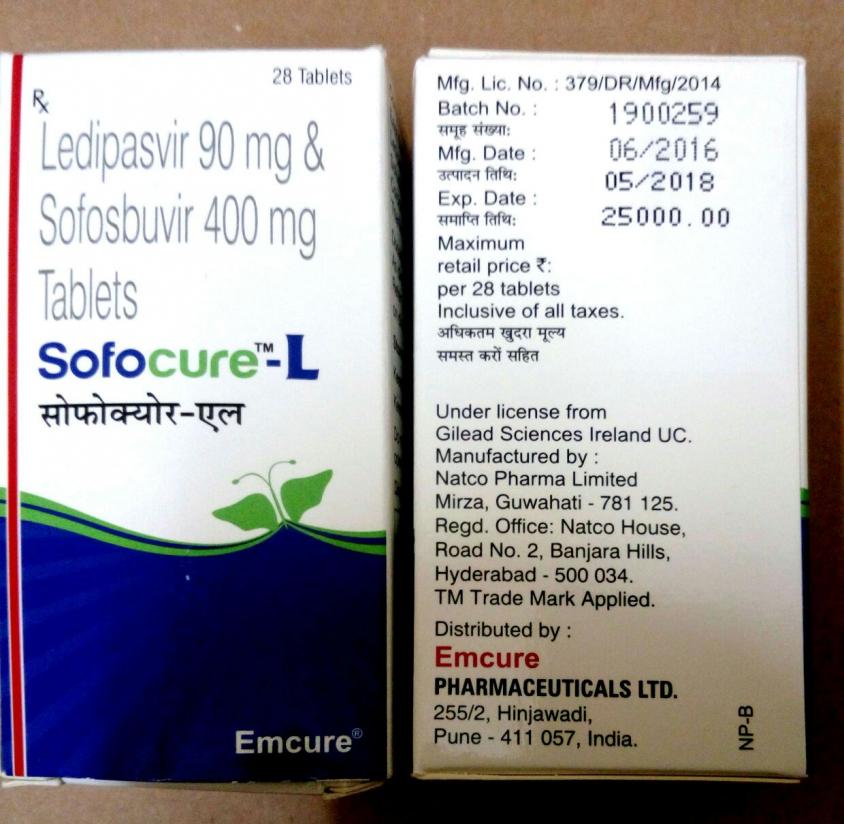 28 Tablets
Rx
Ledipasvir 90 mg &
Sofosbuvir 400 mg
Tablets
Sofocure™-L
सोफोक्योर-एल
Emcure®
Mfg. Lic. No. : 379/DR/Mfg/2014
Batch No. : 1900259
समूह संख्या:
Mfg. Date : 06/2016
उत्पादन तिथि: 05/2018
Exp. Date :
समाप्ति तिथि: 25000.00
Maximum
retail price ₹:
per 28 tablets
Inclusive of all taxes.
अधिकतम खुदरा मूल्य
समस्त करों सहित
Under license from
Gilead Sciences Ireland UC.
Manufactured by :
Natco Pharma Limited
Mirza, Guwahati - 781 125.
Regd. Office: Natco House,
Road No. 2, Banjara Hills,
Hyderabad - 500 034.
TM Trade Mark Applied.
Distributed by :
Emcure
PHARMACEUTICALS LTD.
255/2, Hinjawadi,
Pune - 411 057, India.
NP-B